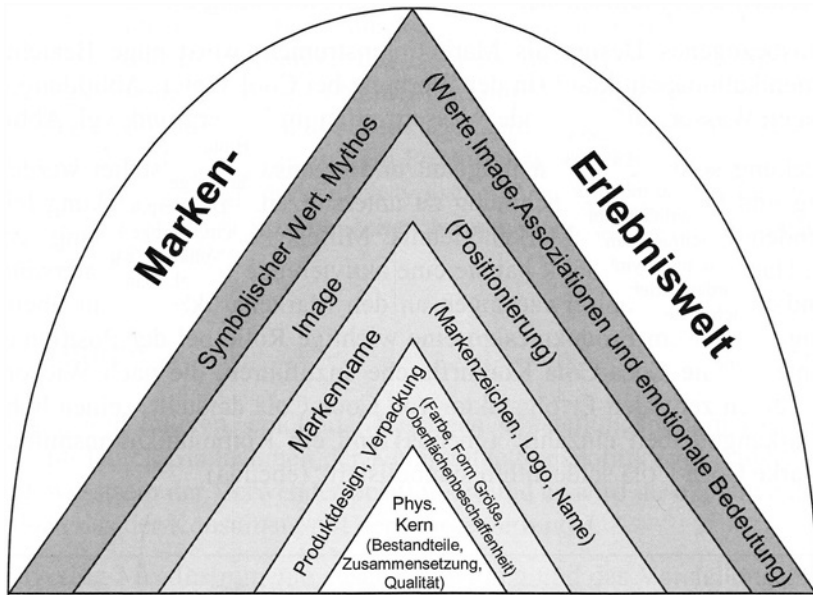 Marken-
Erlebniswelt
Symbolischer Wert, Mythos
(Werte,Image,Assoziationen und emotionale Bedeutung)
Image
(Positionierung)
Markenname
(Markenzeichen, Logo, Name)
Produktdesign, Verpackung
(Farbe, Form Größe,
Oberflächenbeschaffenheit)
Phys.
Kern
(Bestandteile,
Zusammensetzung,
Qualität)